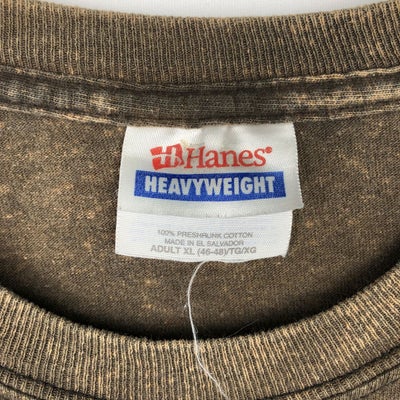 Hanes®
HEAVYWEIGHT
100% PRESHRUNK COTTON
MADE IN EL SALVADOR
ADULT XL (46-48)/TG/XG